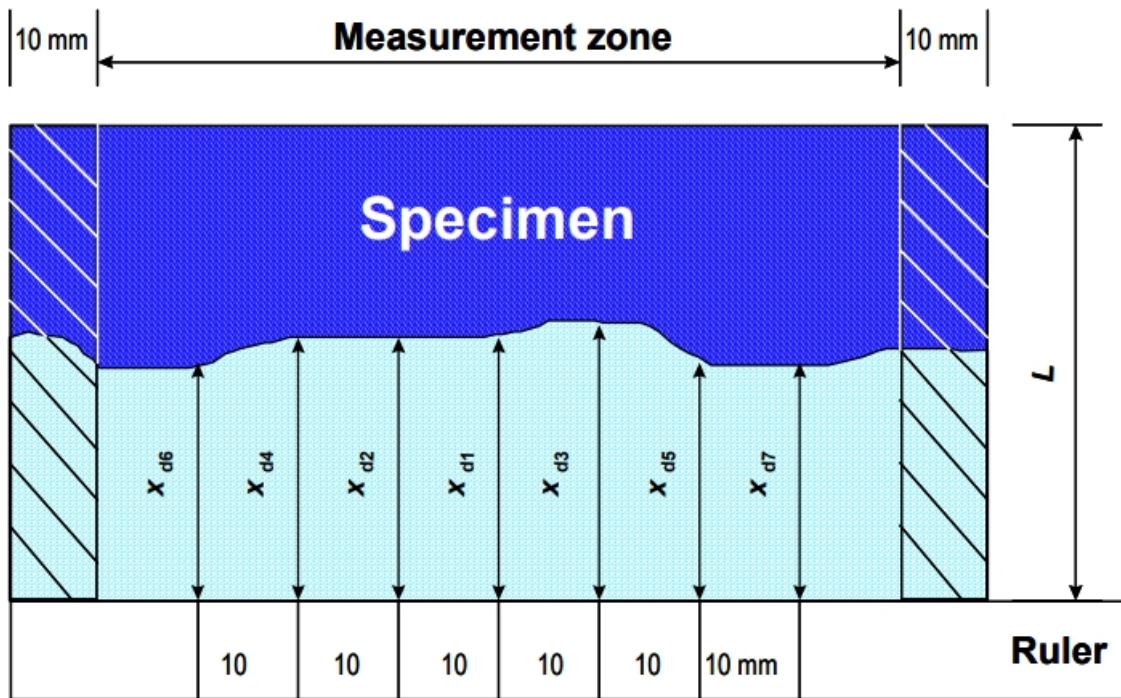 10 mm
Measurement zone
10 mm
Specimen
L
x d6
x d4
x d2
x d1
x d3
x d5
x d7
10
10
10
10
10
10 mm
Ruler